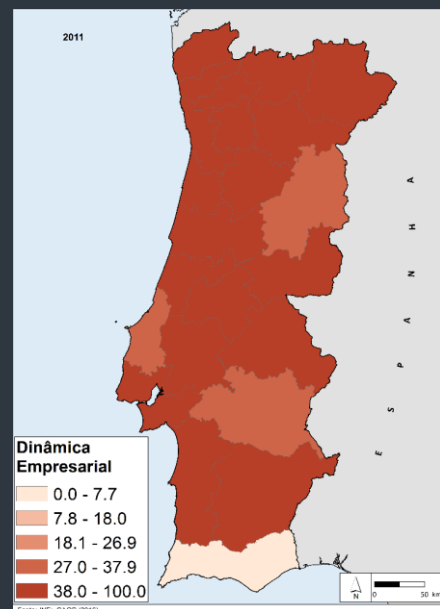 2011
E S P A N H A
Dinâmica
Empresarial
0.0 - 7.7
7.8 - 18.0
18.1 - 26.9
27.0 - 37.9
38.0 - 100.0
N
0
50 km